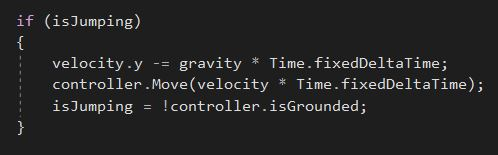 if (isJumping)
{
    velocity.y -= gravity * Time.fixedDeltaTime;
    controller.Move(velocity * Time.fixedDeltaTime);
    isJumping = !controller.isGrounded;
}